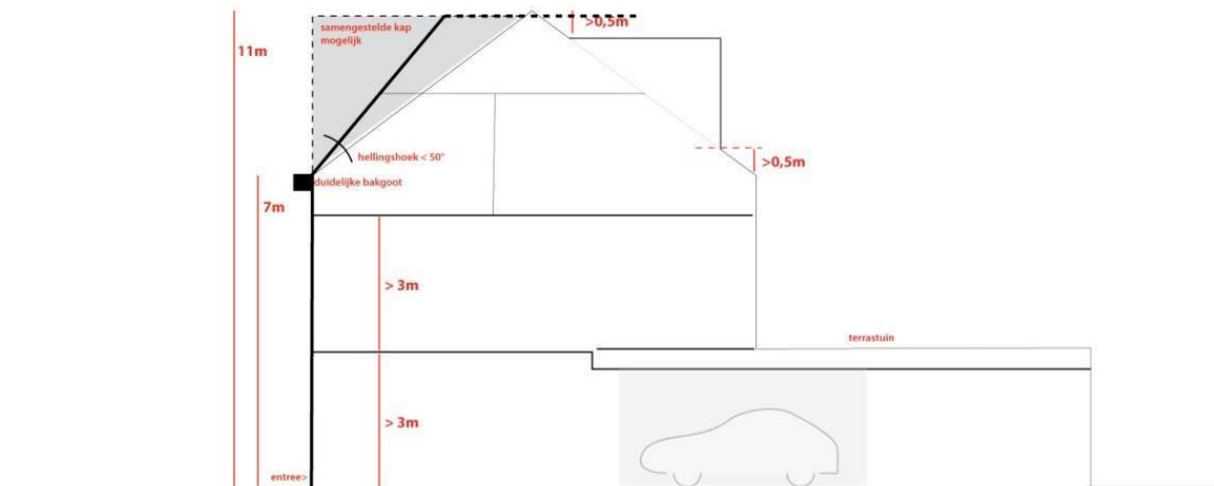 samengestelde kap
mogelijk
>0,5m
11m
hellingshoek < 50°
>0,5m
duidelijke bakgoot
7m
> 3m
terrastuin
> 3m
entree>